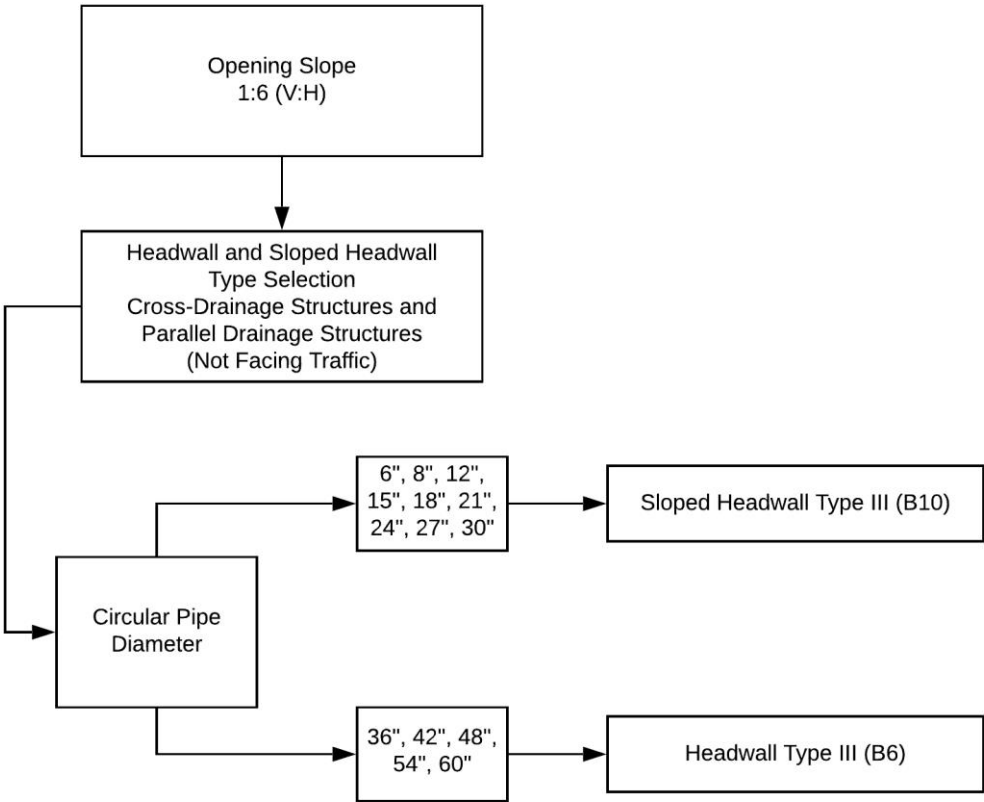 Opening Slope
1:6 (V:H)
Headwall and Sloped Headwall
Type Selection
Cross-Drainage Structures and
Parallel Drainage Structures
(Not Facing Traffic)
Circular Pipe
Diameter
6", 8", 12",
15", 18", 21",
24", 27", 30"
Sloped Headwall Type III (B10)
36", 42", 48",
54", 60"
Headwall Type III (B6)